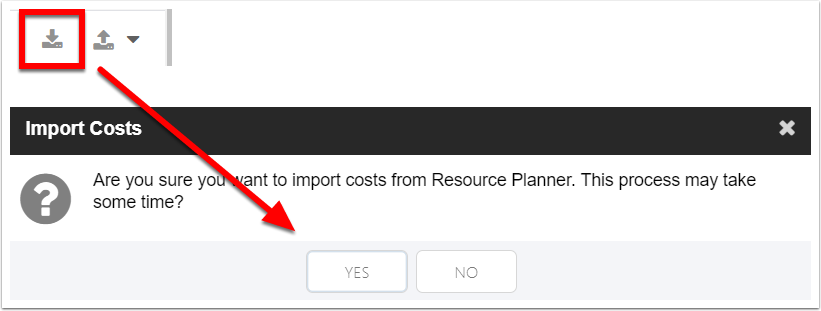 Import Costs
Are you sure you want to import costs from Resource Planner. This process may take
some time?
YES
NO